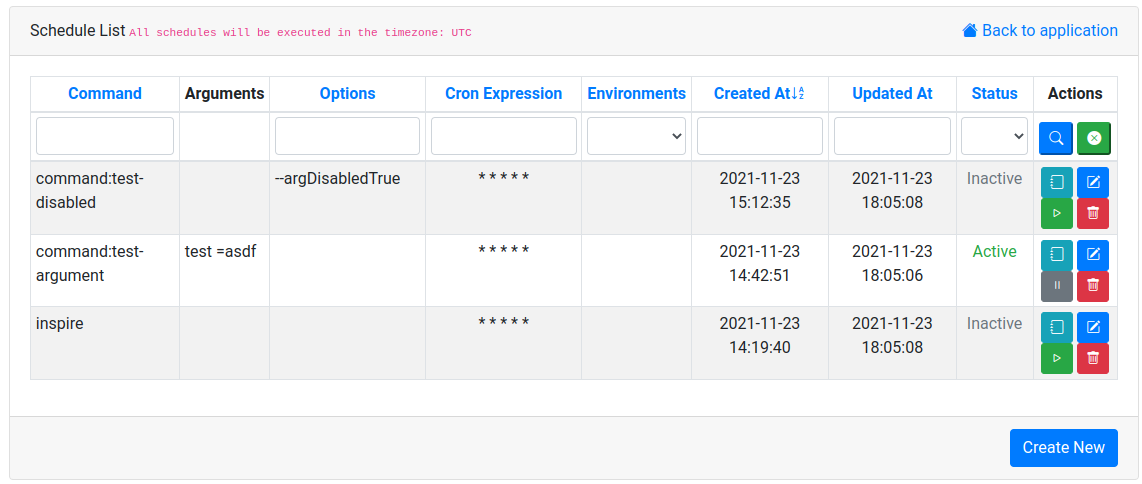 Schedule List All schedules will be executed in the timezone: UTC
Back to application
Command Arguments Options Cron Expression Environments Created At Updated At Status Actions
command:test-
disabled
--argDisabledTrue
* * * * *
2021-11-23
15:12:35
2021-11-23
18:05:08
Inactive
command:test-
argument
test =asdf
* * * * *
2021-11-23
14:42:51
2021-11-23
18:05:06
Active
inspire
* * * * *
2021-11-23
14:19:40
2021-11-23
18:05:08
Inactive
Create New